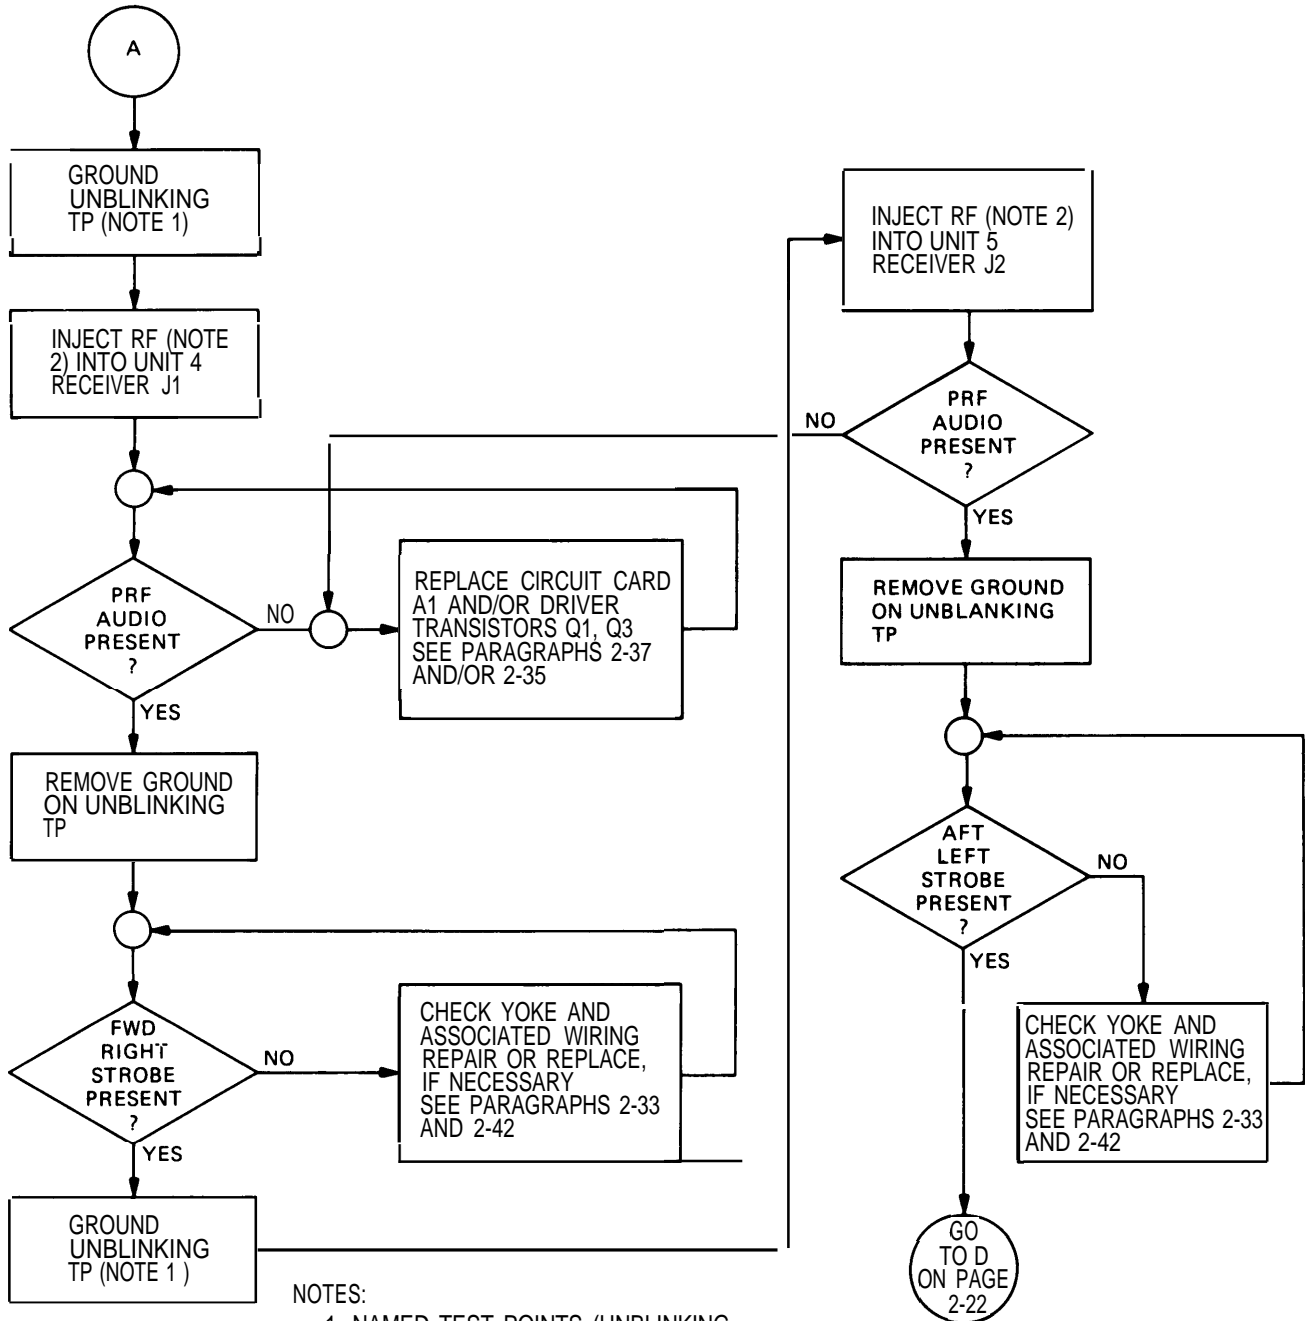 A
GROUND
UNBLINKING
TP (NOTE 1)
INJECT RF (NOTE
2) INTO UNIT 4
RECEIVER J1
PRF
AUDIO
PRESENT
?
NO
YES
REPLACE CIRCUIT CARD
A1 AND/OR DRIVER
TRANSISTORS Q1, Q3
SEE PARAGRAPHS 2-37
AND/OR 2-35
REMOVE GROUND
ON UNBLINKING
TP
FWD
RIGHT
STROBE
PRESENT
?
NO
YES
CHECK YOKE AND
ASSOCIATED WIRING
REPAIR OR REPLACE,
IF NECESSARY
SEE PARAGRAPHS 2-33
AND 2-42
GROUND
UNBLINKING
TP (NOTE 1 )
INJECT RF (NOTE 2)
INTO UNIT 5
RECEIVER J2
PRF
AUDIO
PRESENT
?
NO
YES
REMOVE GROUND
ON UNBLANKING
TP
AFT
LEFT
STROBE
PRESENT
?
NO
YES
CHECK YOKE AND
ASSOCIATED WIRING
REPAIR OR REPLACE,
IF NECESSARY
SEE PARAGRAPHS 2-33
AND 2-42
GO
TO D
ON PAGE
2-22
NOTES:
1 NAMED TEST POINTS (UNBLINKING